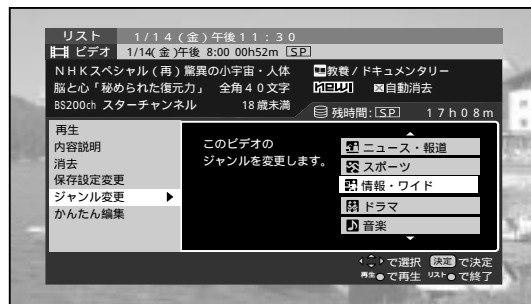 リスト 1/14(金)午後11:30
ビデオ 1/14(金)午後 8:00 00h52m SP
NHKスペシャル(再)驚異の小宇宙・人体 教養/ドキュメンタリー
脳と心「秘められた復元力」 全角40文字 new! 自動消去
BS200ch スターチャンネル 18歳未満 残時間:SP 17h08m
再生
内容説明
消去
保存設定変更
ジャンル変更
かんたん編集
このビデオの
ジャンルを変更します。
ニュース・報道
スポーツ
情報・ワイド
ドラマ
音楽
で選択 決定で決定
再生●で再生 リスト●で終了